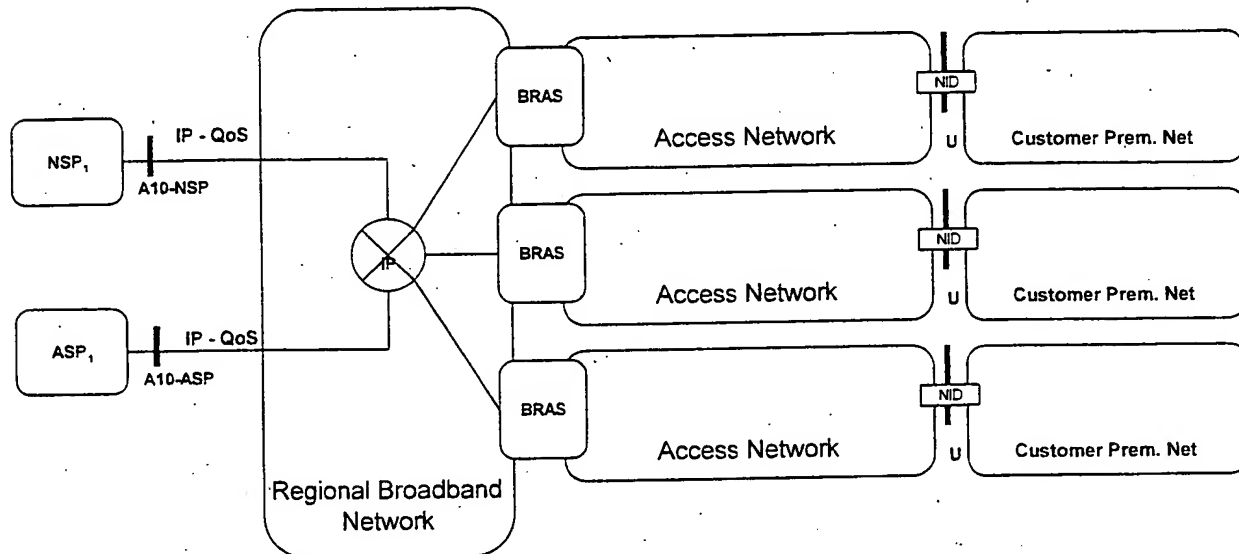 NSP1
IP - QoS
A10-NSP
ASP1
IP - QoS
A10-ASP
IP
Regional Broadband
Network
BRAS
Access Network
NID
U
Customer Prem. Net
BRAS
Access Network
NID
U
Customer Prem. Net
BRAS
Access Network
NID
U
Customer Prem. Net